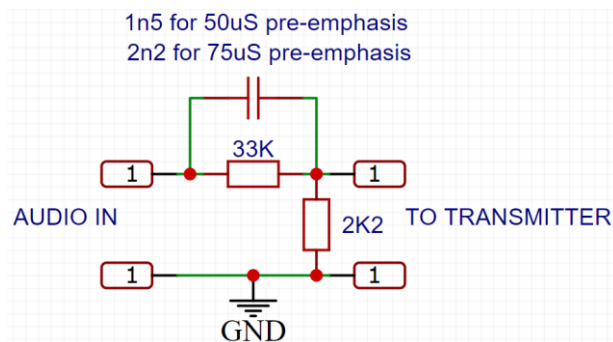 1n5 for 50uS pre-emphasis
2n2 for 75uS pre-emphasis
33K
1
1
AUDIO IN
2K2
TO TRANSMITTER
1
1
GND